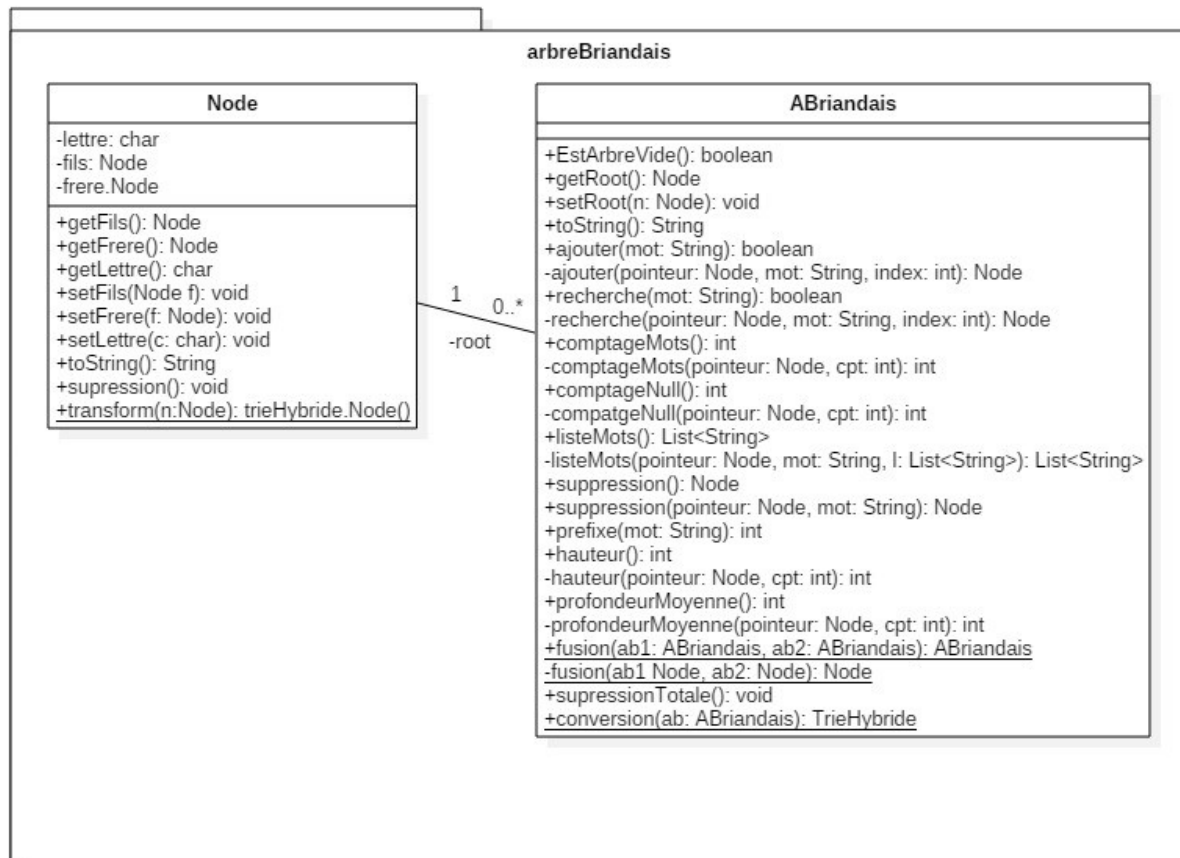 arbreBriandais
Node
-lettre: char
-fils: Node
-frere.Node
+getFils(): Node
+getFrere(): Node
+getLettre(): char
+setFils(Node f): void
+setFrere(f: Node): void
+setLettre(c: char): void
+toString(): String
+supression(): void
+transform(n:Node): trieHybride.Node()
1
0..*
-root
ABriandais
+EstArbreVide(): boolean
+getRoot(): Node
+setRoot(n: Node): void
+toString(): String
+ajouter(mot: String): boolean
-ajouter(pointeur: Node, mot: String, index: int): Node
+recherche(mot: String): boolean
-recherche(pointeur: Node, mot: String, index: int): Node
+comptageMots(): int
-comptageMots(pointeur: Node, cpt: int): int
+comptageNull(): int
-compatgeNull(pointeur: Node, cpt: int): int
+listeMots(): List<String>
-listeMots(pointeur: Node, mot: String, l: List<String>): List<String>
+suppression(): Node
+suppression(pointeur: Node, mot: String): Node
+prefixe(mot: String): int
+hauteur(): int
-hauteur(pointeur: Node, cpt: int): int
+profondeurMoyenne(): int
-profondeurMoyenne(pointeur: Node, cpt: int): int
+fusion(ab1: ABriandais, ab2: ABriandais): ABriandais
-fusion(ab1 Node, ab2: Node): Node
+supressionTotale(): void
+conversion(ab: ABriandais): TrieHybride